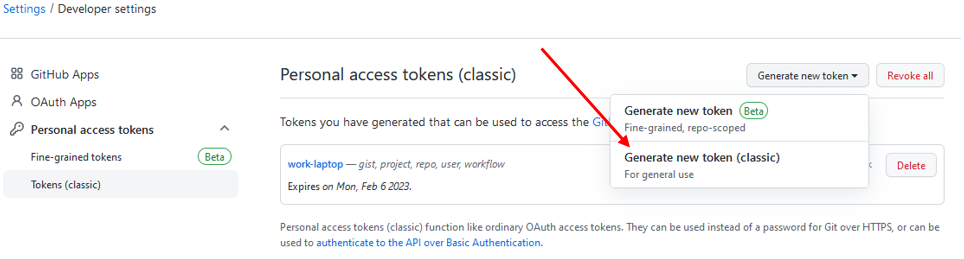 Settings / Developer settings
GitHub Apps
OAuth Apps
Personal access tokens
Fine-grained tokens Beta
Tokens (classic)
Personal access tokens (classic)
Generate new token
Revoke all
Generate new token Beta
Fine-grained, repo-scoped
Generate new token (classic)
For general use
Tokens you have generated that can be used to access the
work-laptop — gist, project, repo, user, workflow
Delete
Expires on Mon, Feb 6 2023.
Personal access tokens (classic) function like ordinary OAuth access tokens. They can be used instead of a password for Git over HTTPS, or can be
used to authenticate to the API over Basic Authentication.